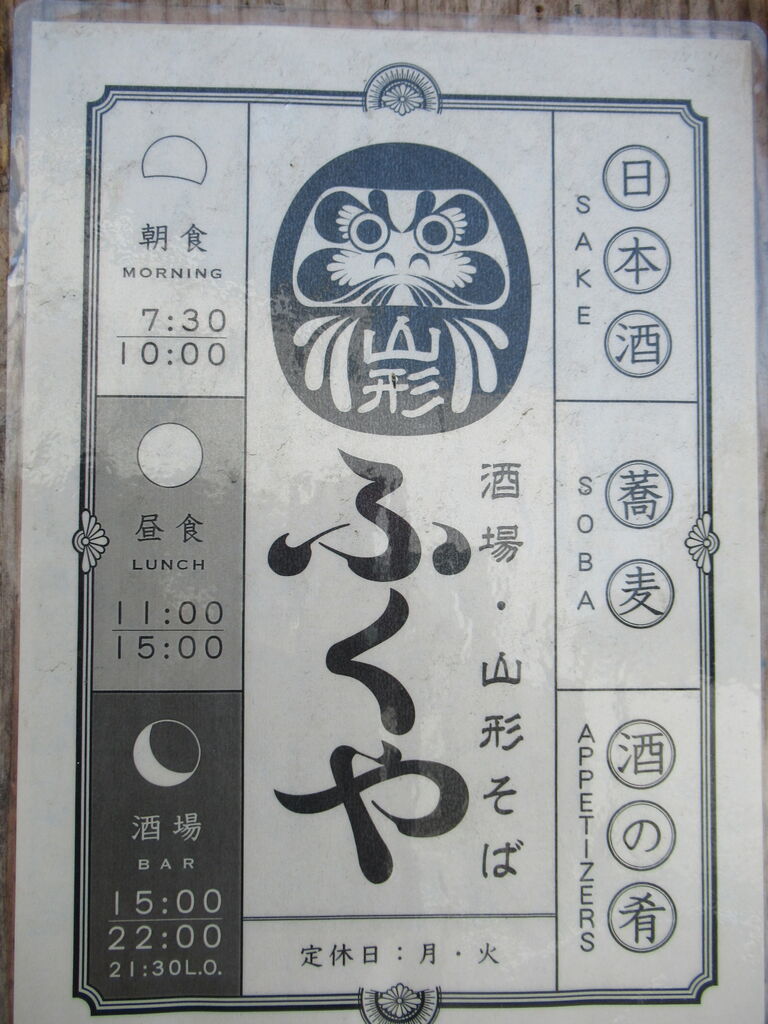 朝食
MORNING
7:30
10:00
昼食
LUNCH
11:00
15:00
酒場
BAR
15:00
22:00
21:30L.O.
山形
酒場・山形そば
ふくや
定休日：月・火
日本酒
SAKE
蕎麦
SOBA
酒の肴
APPETIZERS